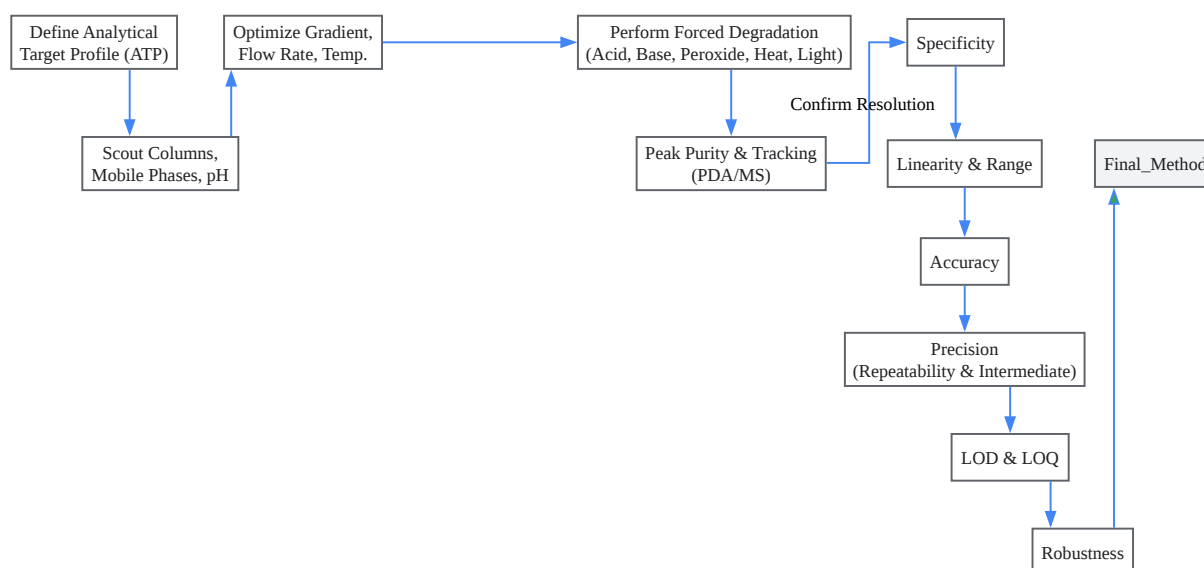 Define Analytical
Target Profile (ATP)
Scout Columns,
Mobile Phases, pH
Optimize Gradient,
Flow Rate, Temp.
Perform Forced Degradation
(Acid, Base, Peroxide, Heat, Light)
Peak Purity & Tracking
(PDA/MS)
Confirm Resolution
Specificity
Linearity & Range
Accuracy
Precision
(Repeatability & Intermediate)
LOD & LOQ
Robustness
Final_Method